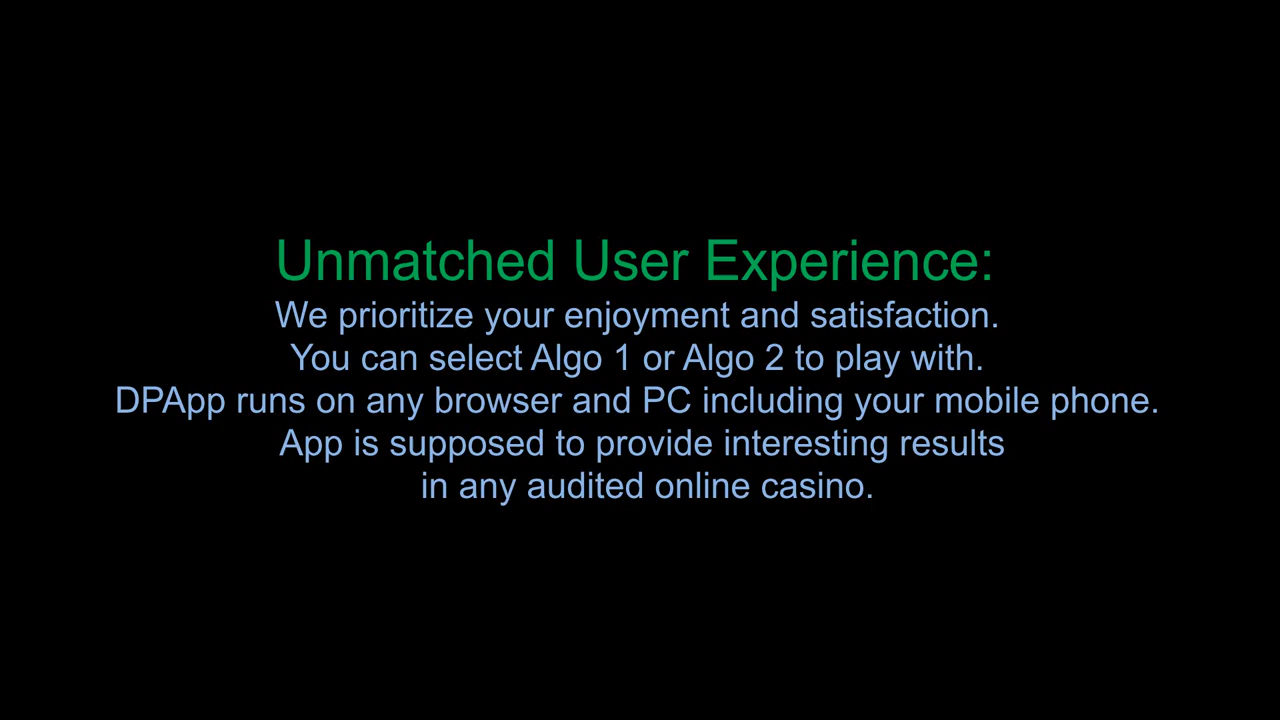 Unmatched User Experience:
We prioritize your enjoyment and satisfaction.
You can select Algo 1 or Algo 2 to play with.
DPApp runs on any browser and PC including your mobile phone.
App is supposed to provide interesting results
in any audited online casino.